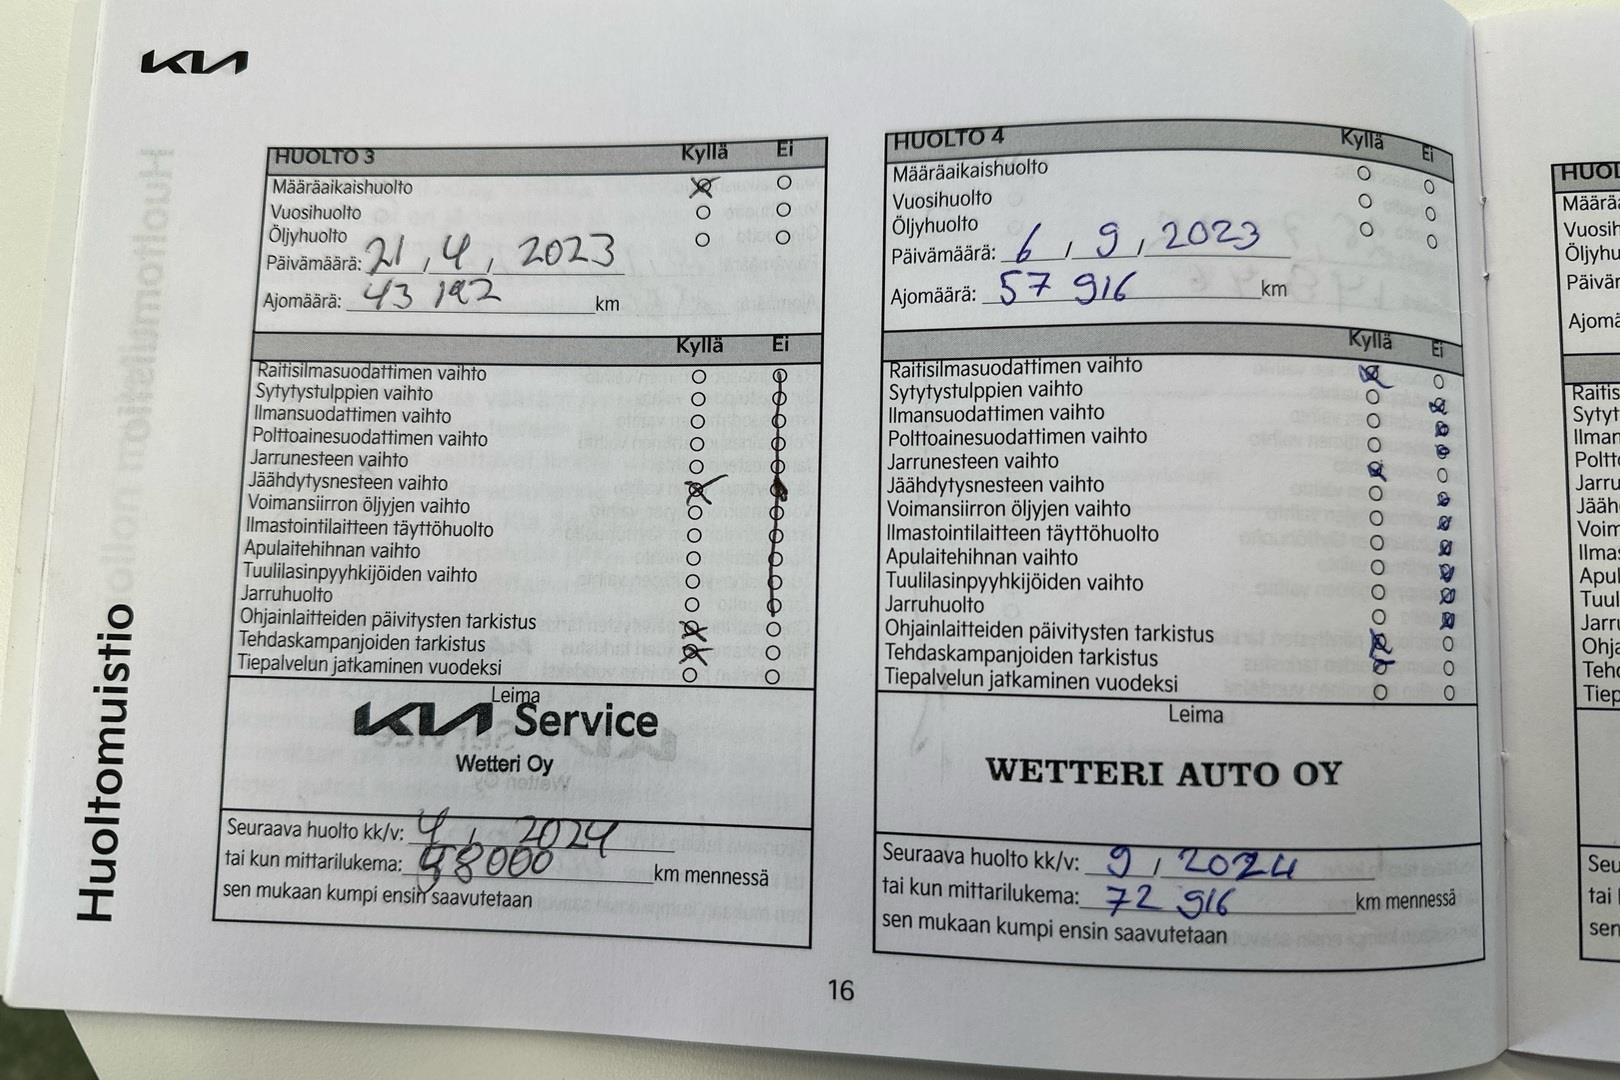 KIA
Huoltomuistio
HUOLTO 3 Kyllä Ei
Määräaikaishuolto
Vuosihuolto
Öljyhuolto
Päivämäärä: 21, 4, 2023
Ajomäärä: 43 192 km
Kyllä Ei
Raitisilmasuodattimen vaihto
Sytytystulppien vaihto
Ilmansuodattimen vaihto
Polttoainesuodattimen vaihto
Jarrunesteen vaihto
Jäähdytysnesteen vaihto
Voimansiirron öljyjen vaihto
Ilmastointilaitteen täyttöhuolto
Apulaitehihnan vaihto
Tuulilasinpyyhkijöiden vaihto
Jarruhuolto
Ohjainlaitteiden päivitysten tarkistus
Tehdaskampanjoiden tarkistus
Tiepalvelun jatkaminen vuodeksi
Leima
KIA Service
Wetteri Oy
Seuraava huolto kk/v: 4, 2024
tai kun mittarilukema: 58000 km mennessä
sen mukaan kumpi ensin saavutetaan
HUOLTO 4 Kyllä Ei
Määräaikaishuolto
Vuosihuolto
Öljyhuolto
Päivämäärä: 6, 9, 2023
Ajomäärä: 57 916 km
Kyllä Ei
Raitisilmasuodattimen vaihto
Sytytystulppien vaihto
Ilmansuodattimen vaihto
Polttoainesuodattimen vaihto
Jarrunesteen vaihto
Jäähdytysnesteen vaihto
Voimansiirron öljyjen vaihto
Ilmastointilaitteen täyttöhuolto
Apulaitehihnan vaihto
Tuulilasinpyyhkijöiden vaihto
Jarruhuolto
Ohjainlaitteiden päivitysten tarkistus
Tehdaskampanjoiden tarkistus
Tiepalvelun jatkaminen vuodeksi
Leima
WETTERI AUTO OY
Seuraava huolto kk/v: 9, 2024
tai kun mittarilukema: 72 916 km mennessä
sen mukaan kumpi ensin saavutetaan
16